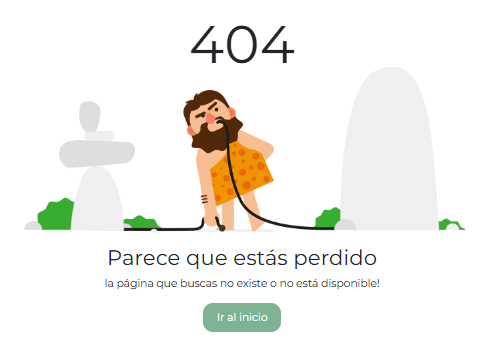 404
Parece que estás perdido
la página que buscas no existe o no está disponible!
Ir al inicio